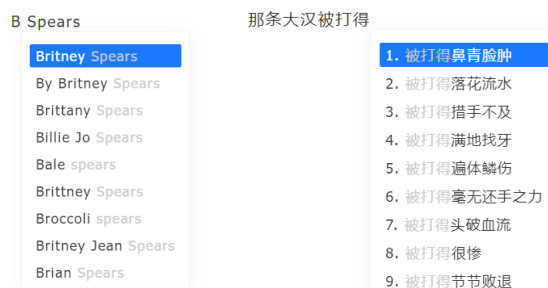 B Spears
Britney Spears
By Britney Spears
Brittany Spears
Billie Jo Spears
Bale spears
Brittney Spears
Broccoli spears
Britney Jean Spears
Brian Spears
那条大汉被打得
1. 被打得鼻青脸肿
2. 被打得落花流水
3. 被打得措手不及
4. 被打得满地找牙
5. 被打得遍体鳞伤
6. 被打得毫无还手之力
7. 被打得头破血流
8. 被打得很惨
9. 被打得节节败退